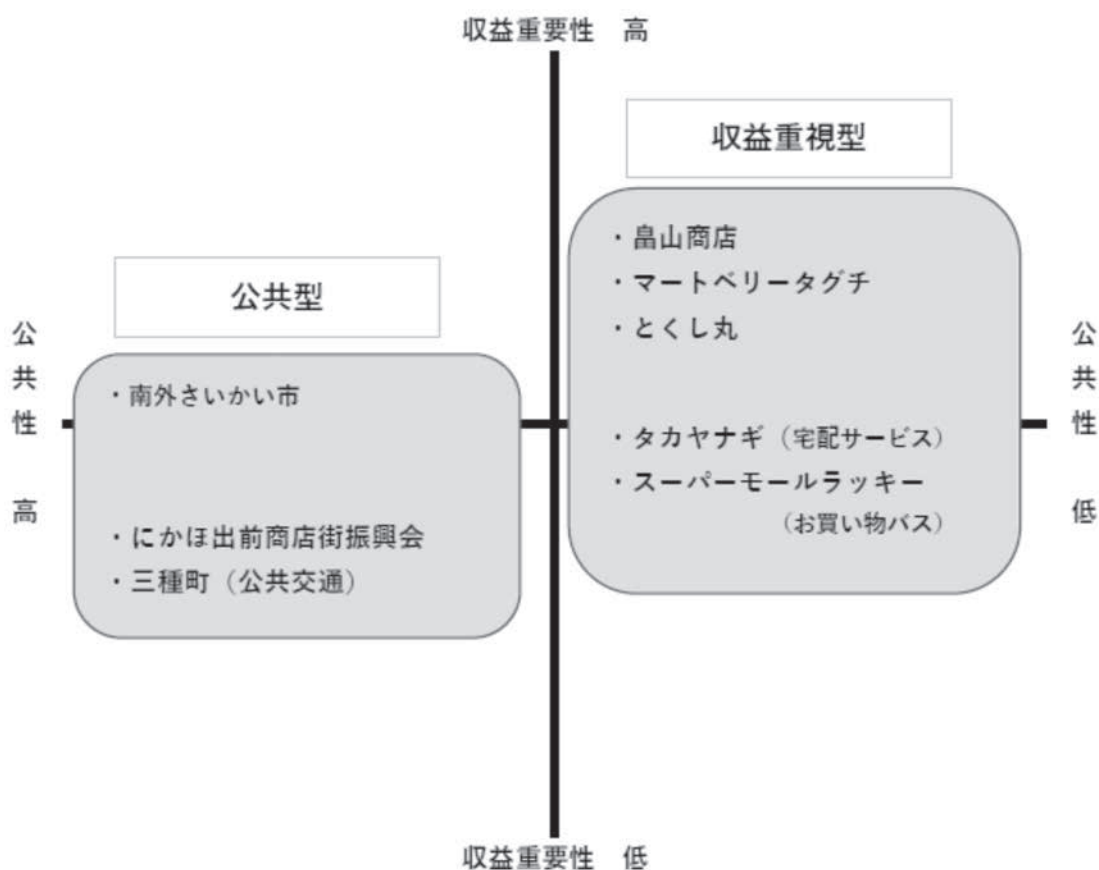 収益重要性　高
収益重視型
・畠山商店
・マートベリータグチ
・とくし丸
・タカヤナギ（宅配サービス）
・スーパーモールラッキー
（お買い物バス）
公共型
・南外さいかい市
・にかほ出前商店街振興会
・三種町（公共交通）
公共性　高
公共性　低
収益重要性　低